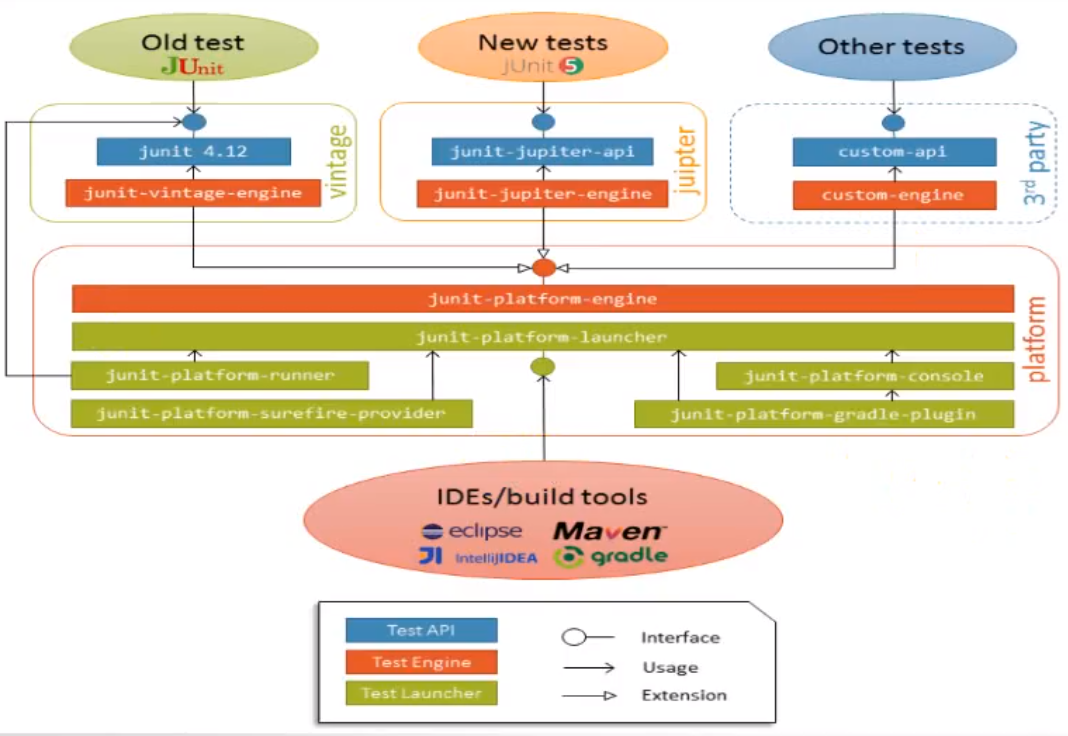 Old test
JUnit
New tests
JUnit 5
Other tests
junit 4.12
junit-vintage-engine
vintage
junit-jupiter-api
junit-jupiter-engine
juipter
custom-api
custom-engine
3rd party
junit-platform-engine
junit-platform-launcher
junit-platform-runner
junit-platform-console
junit-platform-surefire-provider
junit-platform-gradle-plugin
platform
IDEs/build tools
eclipse
Maven™
JI IntelliJIDEA
gradle
Test API
Interface
Test Engine
Usage
Test Launcher
Extension